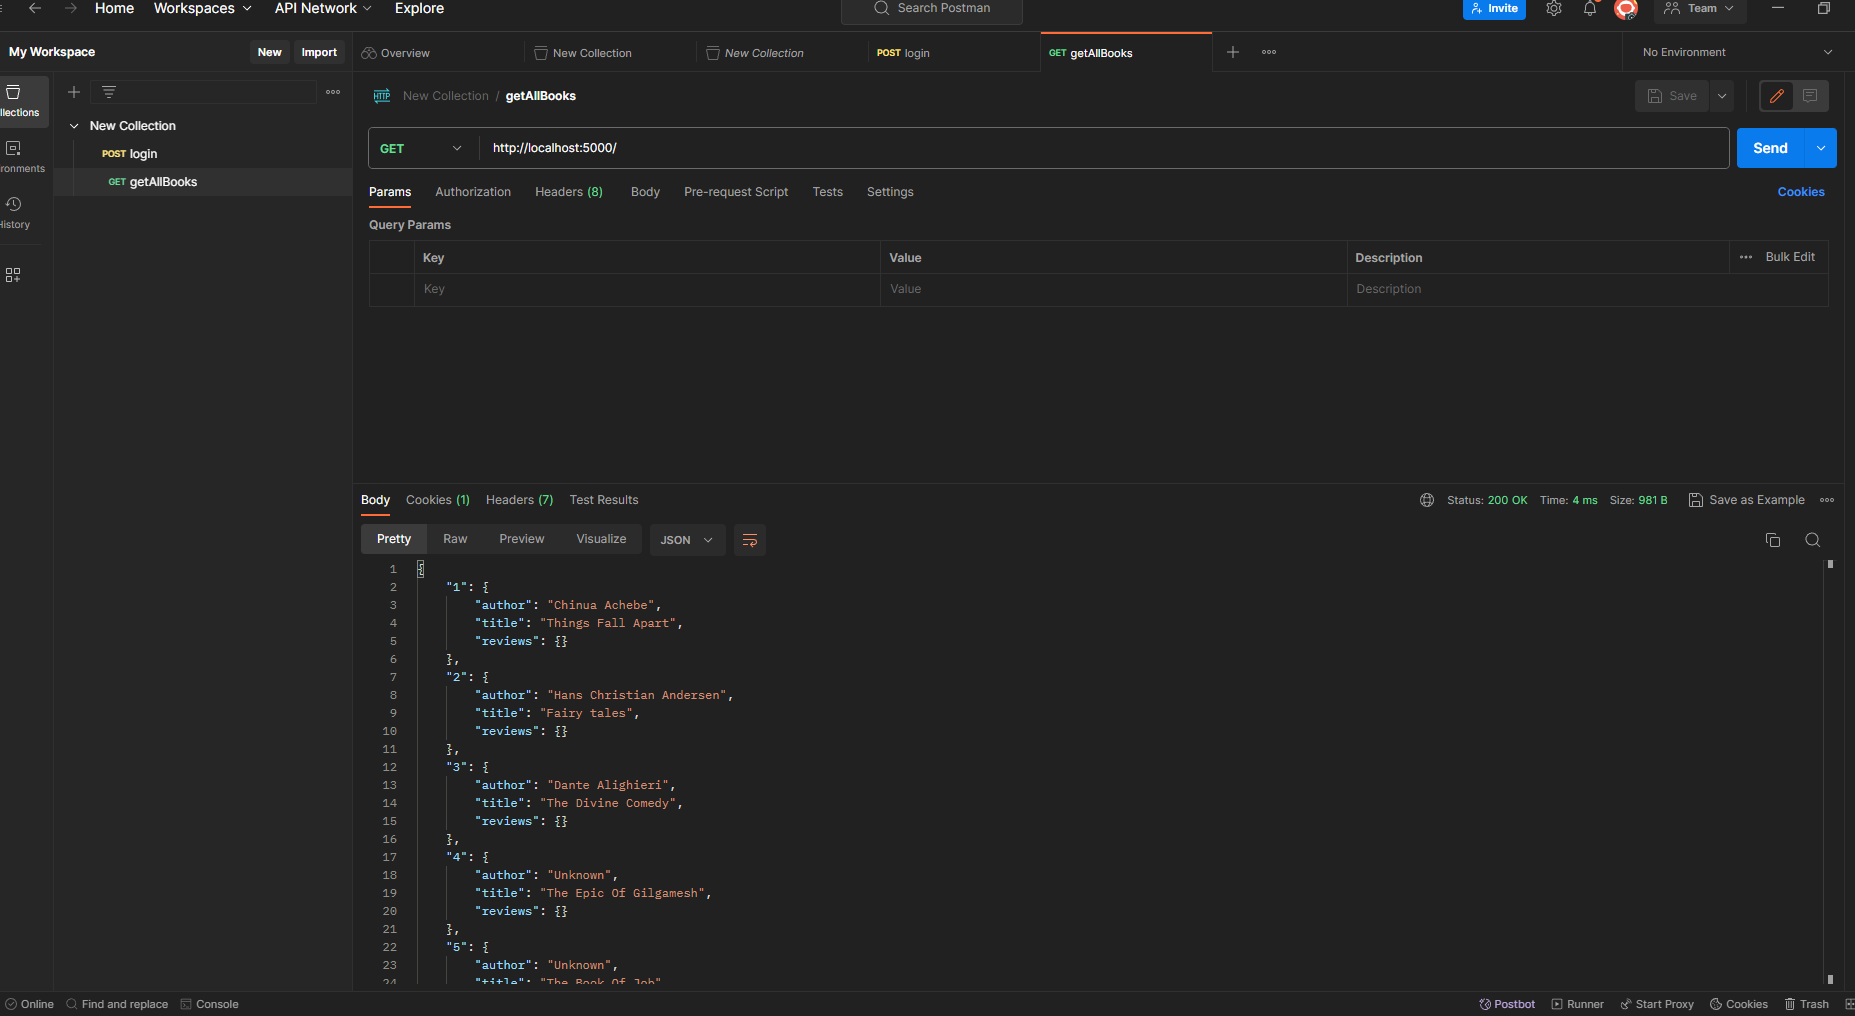 Home Workspaces API Network Explore Search Postman Invite Team
My Workspace New Import Overview New Collection New Collection POST login GET getAllBooks No Environment
HTTP New Collection / getAllBooks Save
New Collection
POST login
GET getAllBooks
llections
ronments
History
GET http://localhost:5000/ Send
Params Authorization Headers (8) Body Pre-request Script Tests Settings Cookies
Query Params
Key Value Description Bulk Edit
Key Value Description
Body Cookies (1) Headers (7) Test Results Status: 200 OK Time: 4 ms Size: 981 B Save as Example
Pretty Raw Preview Visualize JSON
1 {
2 "1": {
3 "author": "Chinua Achebe",
4 "title": "Things Fall Apart",
5 "reviews": {}
6 },
7 "2": {
8 "author": "Hans Christian Andersen",
9 "title": "Fairy tales",
10 "reviews": {}
11 },
12 "3": {
13 "author": "Dante Alighieri",
14 "title": "The Divine Comedy",
15 "reviews": {}
16 },
17 "4": {
18 "author": "Unknown",
19 "title": "The Epic Of Gilgamesh",
20 "reviews": {}
21 },
22 "5": {
23 "author": "Unknown",
24 "title": "The Book Of Job"
Online Find and replace Console Postbot Runner Start Proxy Cookies Trash